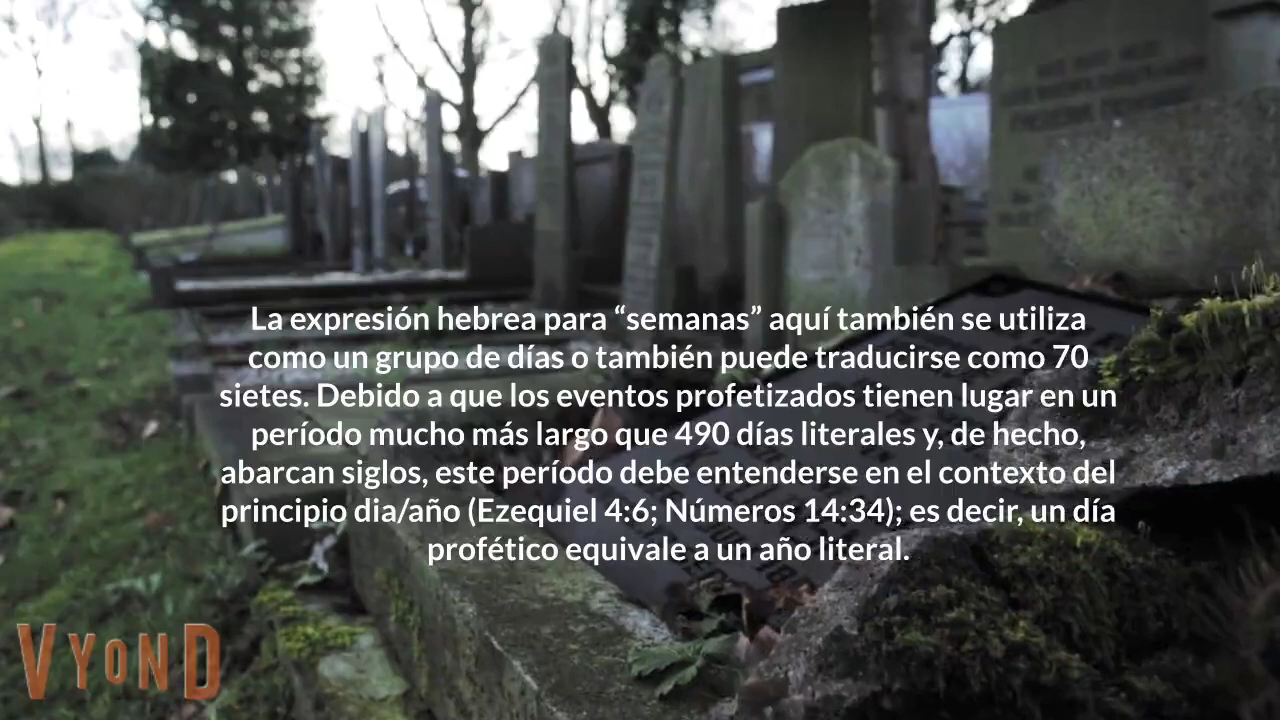 La expresión hebrea para “semanas” aquí también se utiliza
como un grupo de días o también puede traducirse como 70
sietes. Debido a que los eventos profetizados tienen lugar en un
período mucho más largo que 490 días literales y, de hecho,
abarcan siglos, este período debe entenderse en el contexto del
principio dia/año (Ezequiel 4:6; Números 14:34); es decir, un día
profético equivale a un año literal.
VYOND